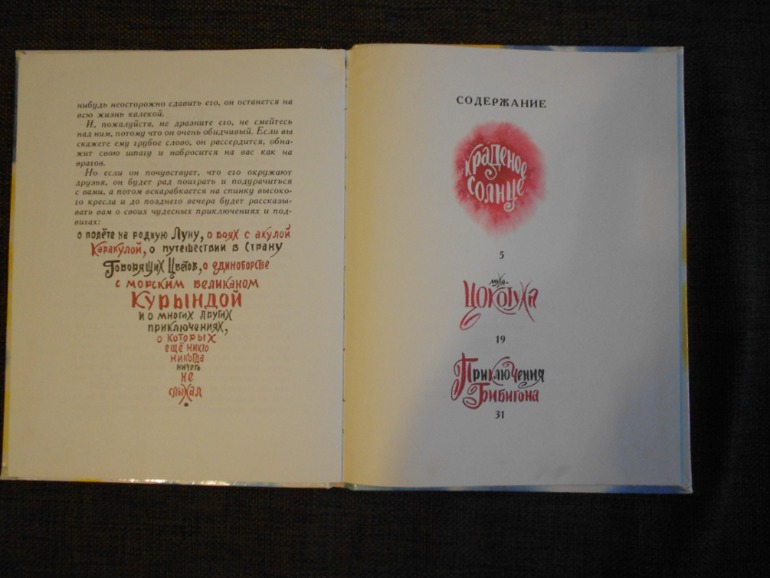 нибудь неосторожно сдавит его, он останется на
всю жизнь калекой.
И, пожалуйста, не дразните его, не смейтесь
над ним, потому что он очень обидчивый. Если вы
скажете ему грубое слово, он рассердится, обна-
жит свою шпагу и набросится на вас как на
врагов.
Но если он почувствует, что его окружают
друзья, он будет рад поиграть и подурачиться
с вами, а потом вскарабкается на спинку высоко-
го кресла и до позднего вечера будет рассказы-
вать вам о своих чудесных приключениях и под-
вигах:
о полёте на родную Луну, о боях с акулой
Каракулой, о путешествии в Страну
Говорящих Цветов, о единоборстве
с морским великаном
КУРЫНДОЙ
и о многих других
приключениях,
о которых
ещё никто
никогда
ничего
не
слыхал.
СОДЕРЖАНИЕ
Краденое
солнце
5
Муха-
Цокотуха
19
Приключения
Бибигона
31